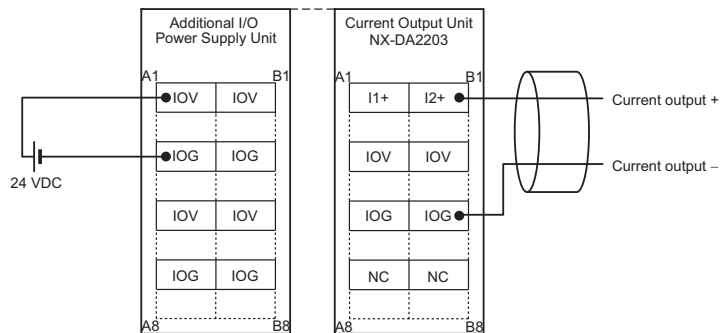 Additional I/O
Power Supply Unit
Current Output Unit
NX-DA2203
A1
B1
A1
B1
IOV
IOV
I1+
I2+
Current output +
IOG
IOG
IOV
IOV
Current output –
24 VDC
IOV
IOV
IOG
IOG
IOG
IOG
NC
NC
A8
B8
A8
B8